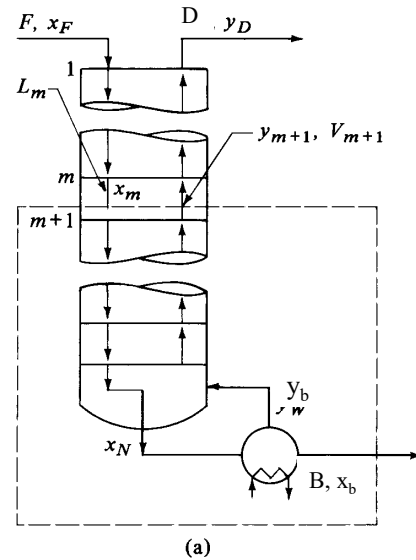 F, x_F
D
y_D
1
L_m
y_{m+1}, V_{m+1}
m
x_m
m+1
y_b
x_N
B, x_b
(a)